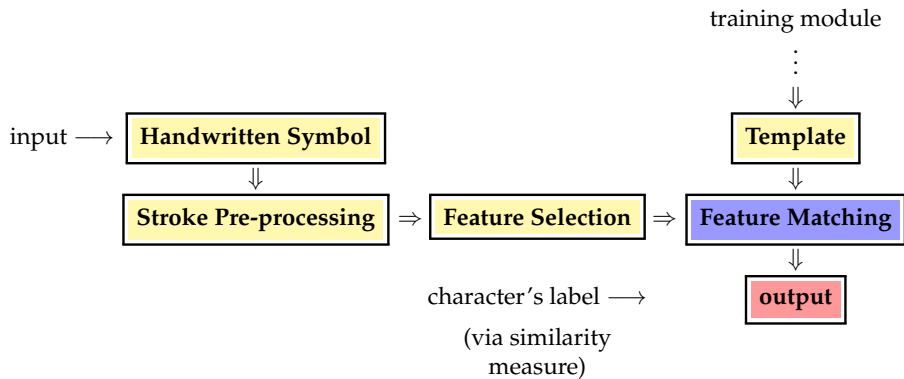 training module
input
Handwritten Symbol
Template
Stroke Pre-processing
Feature Selection
Feature Matching
character's label
output
(via similarity
measure)